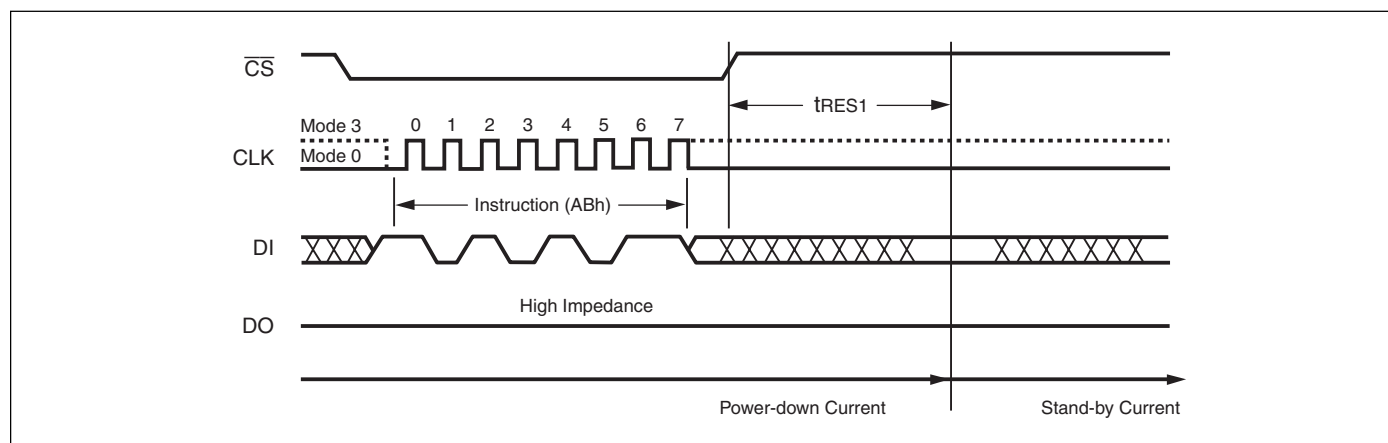 CS
tRES1
Mode 3
0 1 2 3 4 5 6 7
CLK
Mode 0
Instruction (ABh)
DI
High Impedance
DO
Power-down Current
Stand-by Current